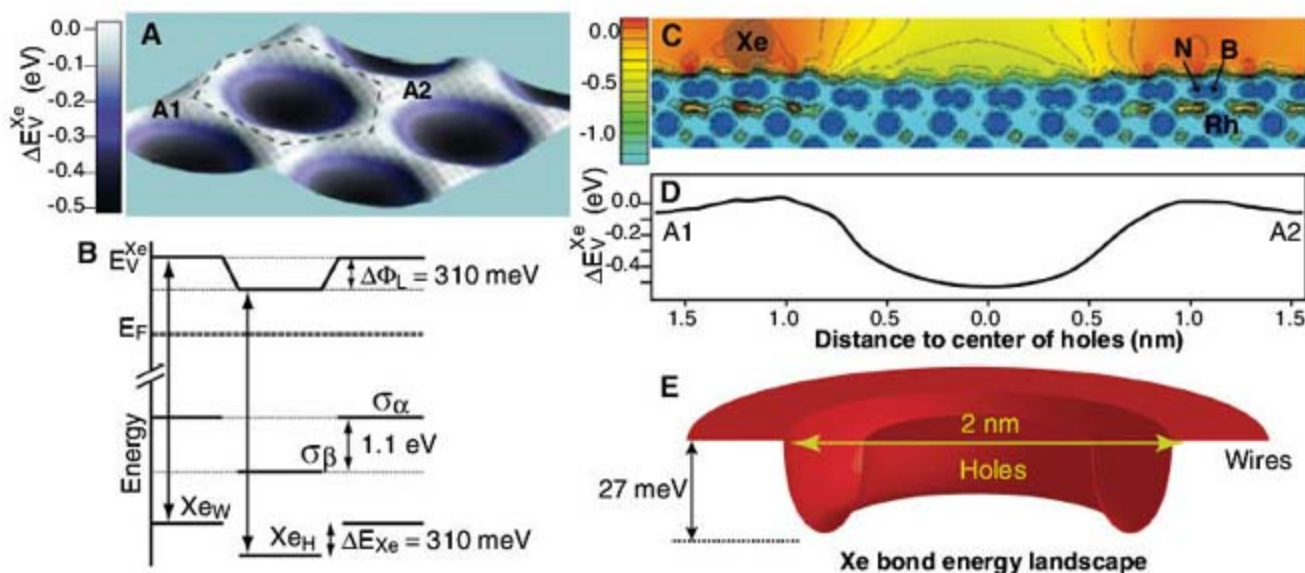 A
0.0
-0.1
-0.2
-0.3
-0.4
-0.5
ΔE_V^Xe (eV)
A1
A2
B
E_V^Xe
ΔΦ_L = 310 meV
E_F
Energy
σ_α
1.1 eV
σ_β
Xe_W
Xe_H
ΔE_Xe = 310 meV
0.0
-0.5
-1.0
C
Xe
N
B
Rh
D
ΔE_V^Xe (eV)
0.0
-0.2
-0.4
A1
A2
1.5 1.0 0.5 0.0 0.5 1.0 1.5
Distance to center of holes (nm)
E
2 nm
Holes
Wires
27 meV
Xe bond energy landscape